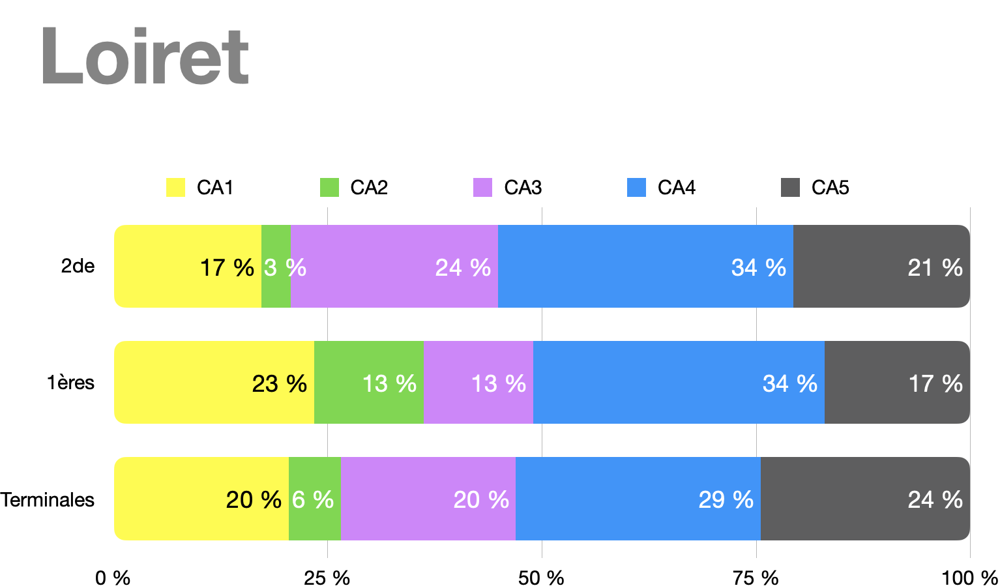 Loiret
CA1 CA2 CA3 CA4 CA5
2de 17 % 3 % 24 % 34 % 21 %
1ères 23 % 13 % 13 % 34 % 17 %
Terminales 20 % 6 % 20 % 29 % 24 %
0 % 25 % 50 % 75 % 100 %